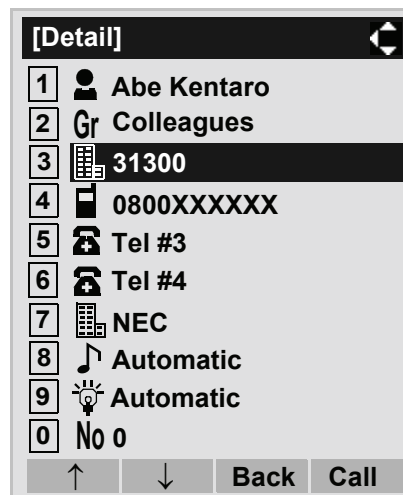 [Detail]
1 Abe Kentaro
2 Gr Colleagues
3 31300
4 0800XXXXXX
5 Tel #3
6 Tel #4
7 NEC
8 Automatic
9 Automatic
0 No 0
↑ ↓ Back Call